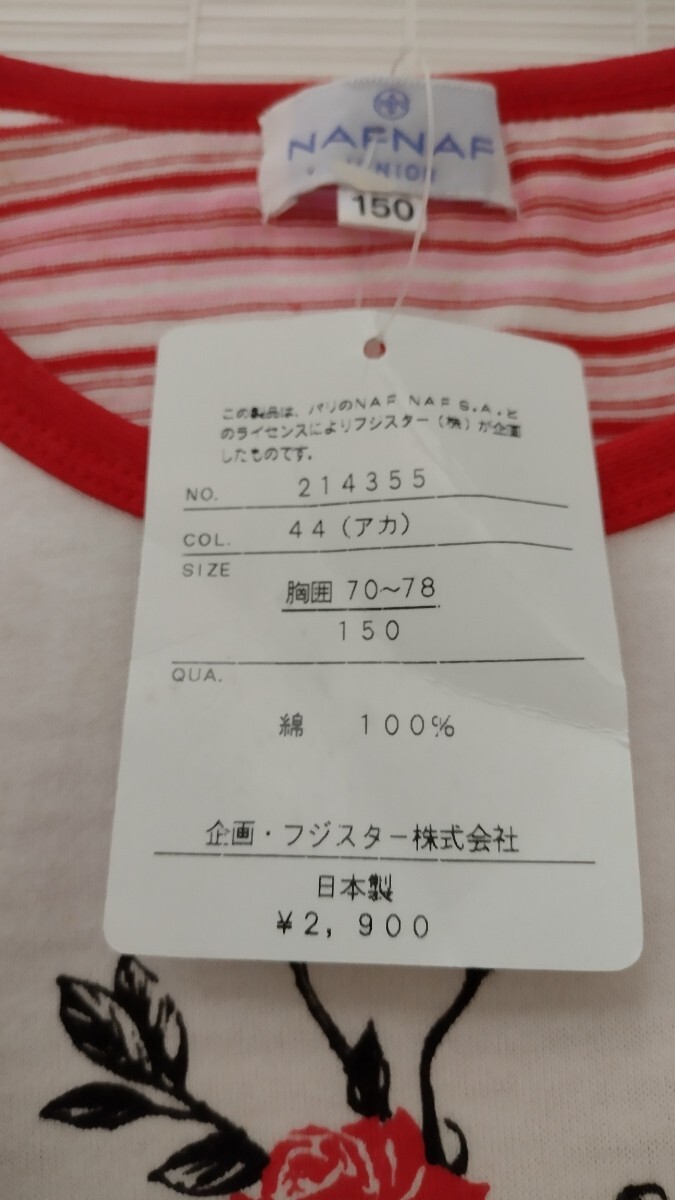 NAFNAF
150
この製品は、パリのNAF NAF S.A.と
のライセンスによりフジスター(株)が企画
したものです。
NO. 214355
COL. 44(アカ)
SIZE
胸囲 70〜78
150
QUA.
綿 100%
企画・フジスター株式会社
日本製
¥2,900